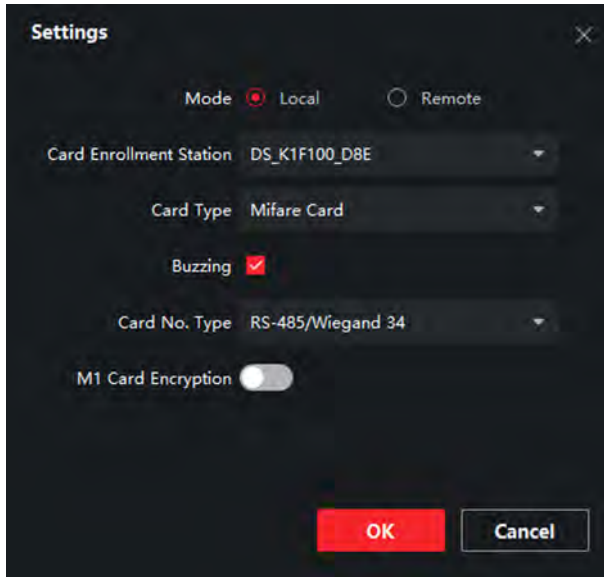 Settings
Mode Local Remote
Card Enrollment Station DS_K1F100_D8E
Card Type Mifare Card
Buzzing
Card No. Type RS-485/Wiegand 34
M1 Card Encryption
OK Cancel